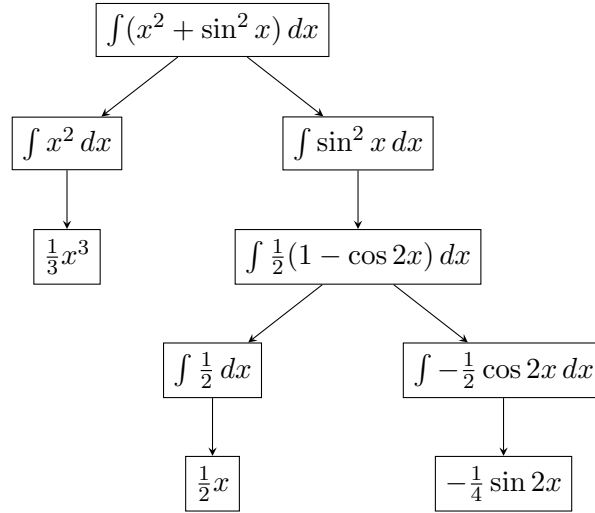 ∫(x² + sin² x) dx
∫ x² dx
∫ sin² x dx
⅓x³
∫ ½(1 − cos 2x) dx
∫ ½ dx
∫ −½ cos 2x dx
½x
−¼ sin 2x